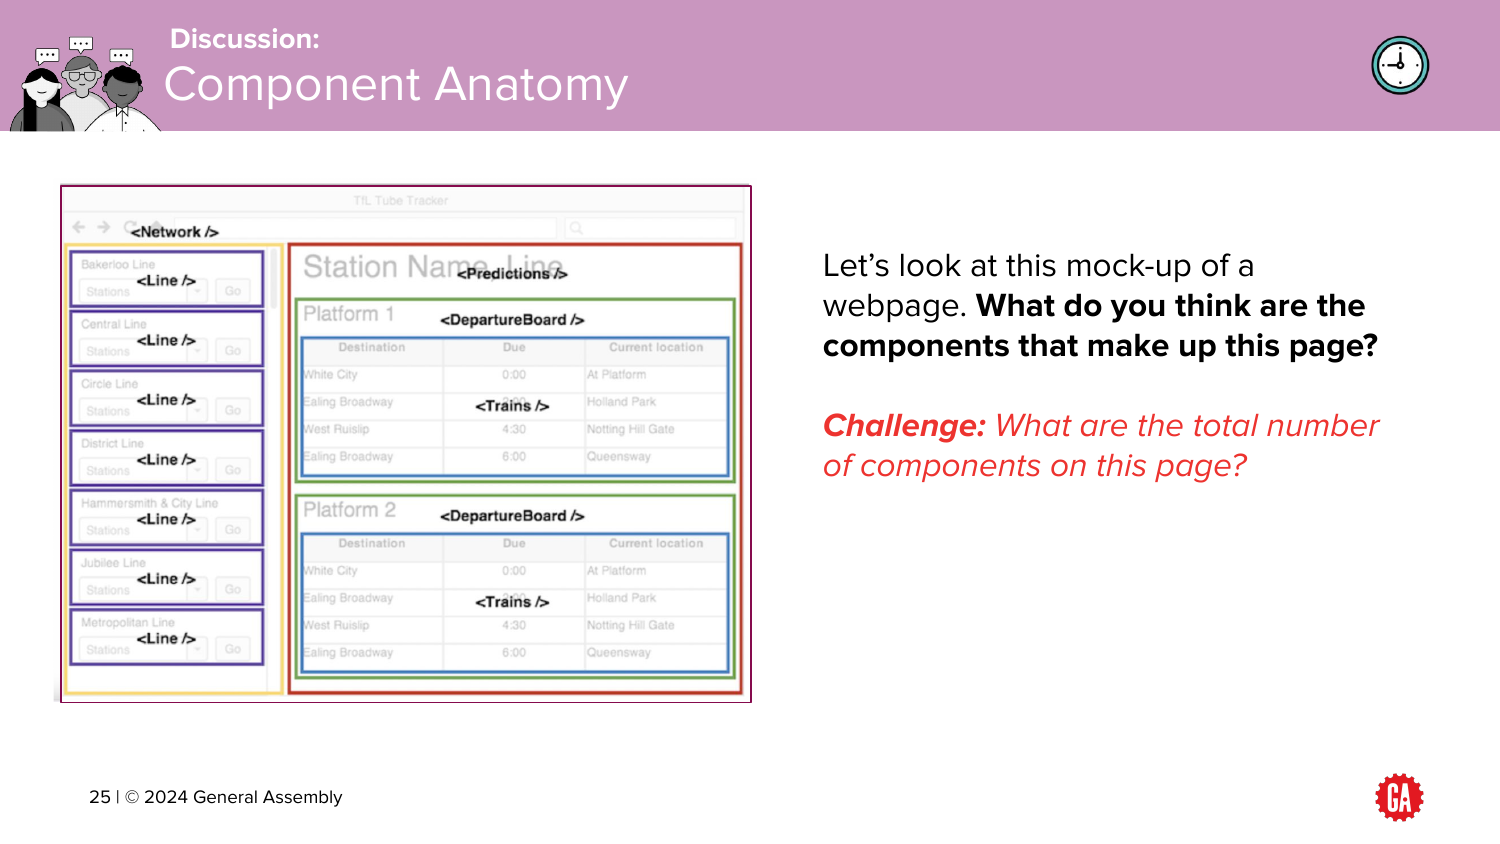 Discussion:
Component Anatomy
TfL Tube Tracker
<Network />
Bakerloo Line
<Line />
Stations
Go
Central Line
<Line />
Stations
Go
Circle Line
<Line />
Stations
Go
District Line
<Line />
Stations
Go
Hammersmith & City Line
<Line />
Stations
Go
Jubilee Line
<Line />
Stations
Go
Metropolitan Line
<Line />
Stations
Go
Station Name, Line
<Predictions />
Platform 1
<DepartureBoard />
Destination Due Current location
White City 0:00 At Platform
Ealing Broadway Holland Park
<Trains />
West Ruislip 4:30 Notting Hill Gate
Ealing Broadway 6:00 Queensway
Platform 2
<DepartureBoard />
Destination Due Current location
White City 0:00 At Platform
Ealing Broadway Holland Park
<Trains />
West Ruislip 4:30 Notting Hill Gate
Ealing Broadway 6:00 Queensway
Let’s look at this mock-up of a
webpage. What do you think are the
components that make up this page?
Challenge: What are the total number
of components on this page?
25 | © 2024 General Assembly
GA